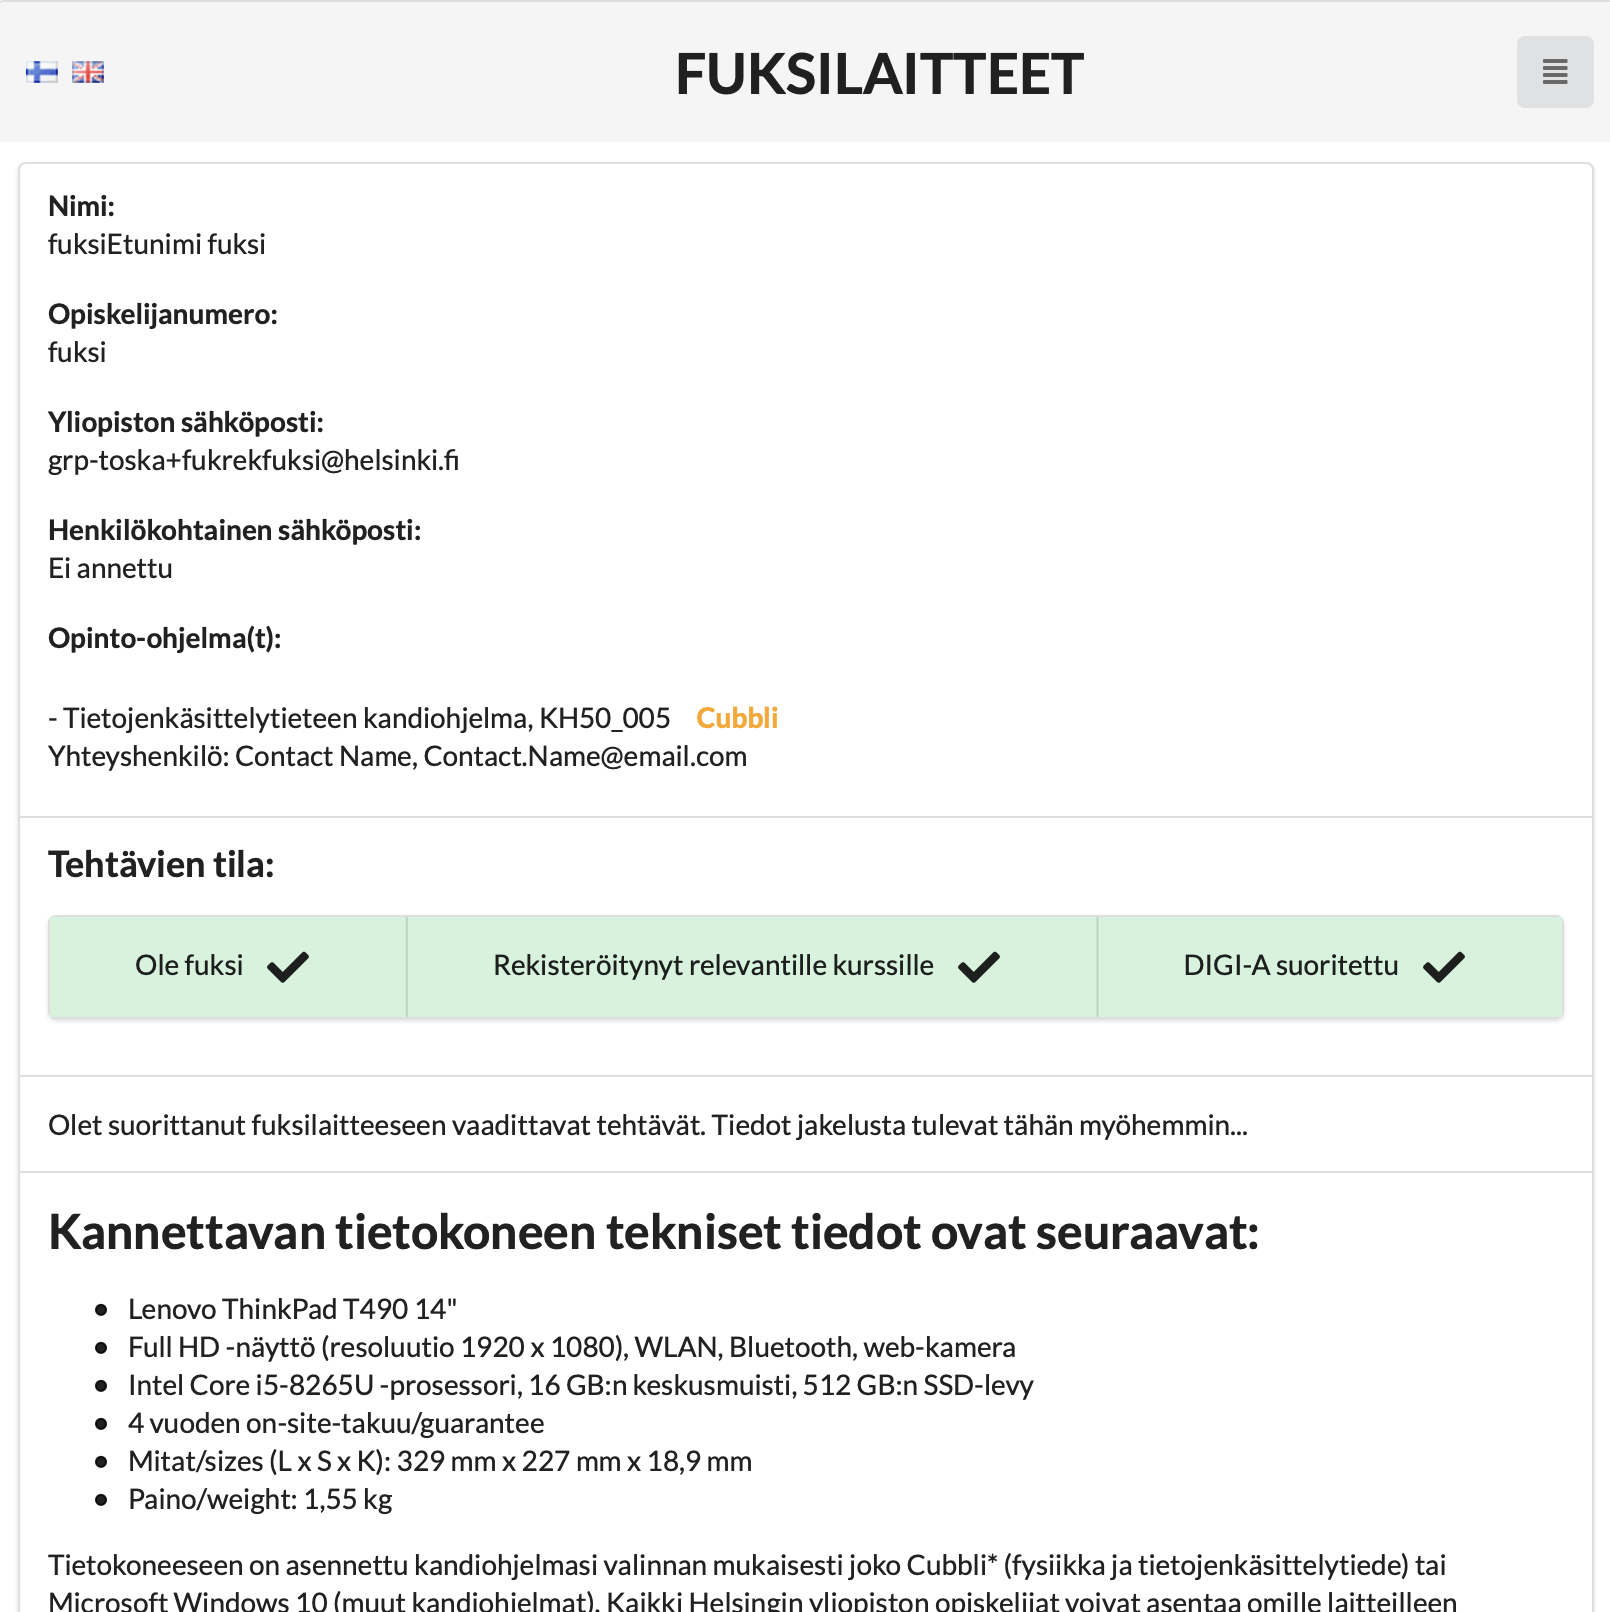 FUKSILAITTEET
Nimi:
fuksiEtunimi fuksi
Opiskelijanumero:
fuksi
Yliopiston sähköposti:
grp-toska+fukrekfuksi@helsinki.fi
Henkilökohtainen sähköposti:
Ei annettu
Opinto-ohjelma(t):
- Tietojenkäsittelytieteen kandiohjelma, KH50_005 Cubbli
Yhteyshenkilö: Contact Name, Contact.Name@email.com
Tehtävien tila:
Ole fuksi Rekisteröitynyt relevantille kurssille DIGI-A suoritettu
Olet suorittanut fuksilaitteeseen vaadittavat tehtävät. Tiedot jakelusta tulevat tähän myöhemmin...
Kannettavan tietokoneen tekniset tiedot ovat seuraavat:
• Lenovo ThinkPad T490 14"
• Full HD -näyttö (resoluutio 1920 x 1080), WLAN, Bluetooth, web-kamera
• Intel Core i5-8265U -prosessori, 16 GB:n keskusmuisti, 512 GB:n SSD-levy
• 4 vuoden on-site-takuu/guarantee
• Mitat/sizes (L x S x K): 329 mm x 227 mm x 18,9 mm
• Paino/weight: 1,55 kg
Tietokoneeseen on asennettu kandiohjelmasi valinnan mukaisesti joko Cubbli* (fysiikka ja tietojenkäsittelytiede) tai
Microsoft Windows 10 (muut kandiohjelmat). Kaikki Helsingin yliopiston opiskelijat voivat asentaa omille laitteilleen